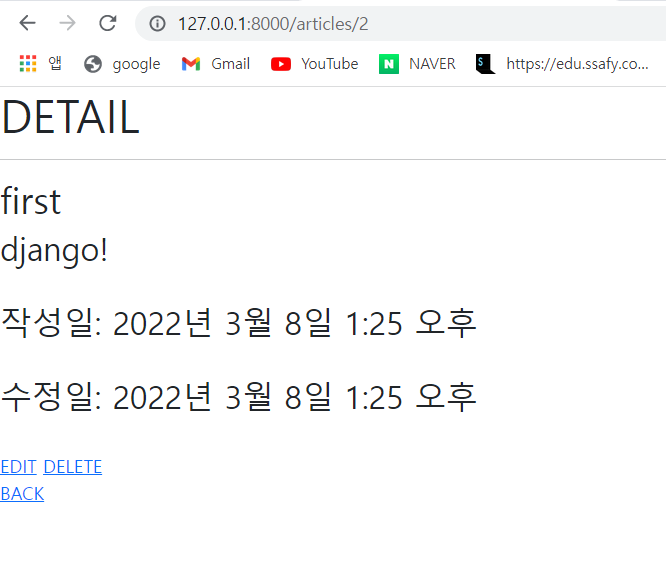 127.0.0.1:8000/articles/2
앱 google Gmail YouTube NAVER https://edu.ssafy.co...
DETAIL
first
django!
작성일: 2022년 3월 8일 1:25 오후
수정일: 2022년 3월 8일 1:25 오후
EDIT DELETE
BACK